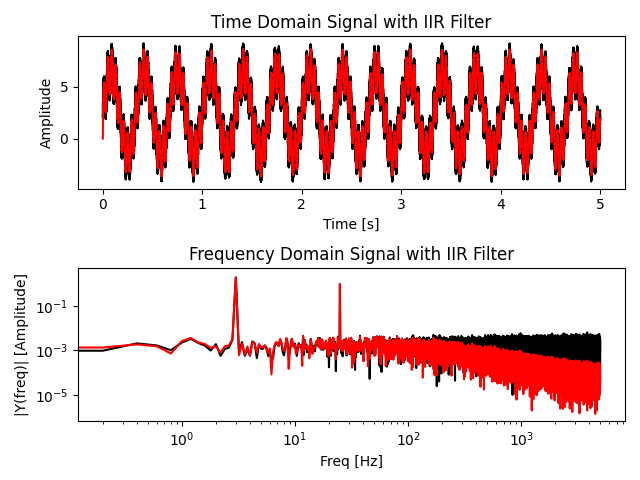 Time Domain Signal with IIR Filter
Amplitude
5
0
0 1 2 3 4 5
Time [s]
Frequency Domain Signal with IIR Filter
|Y(freq)| [Amplitude]
10⁻¹
10⁻³
10⁻⁵
10⁰ 10¹ 10² 10³
Freq [Hz]